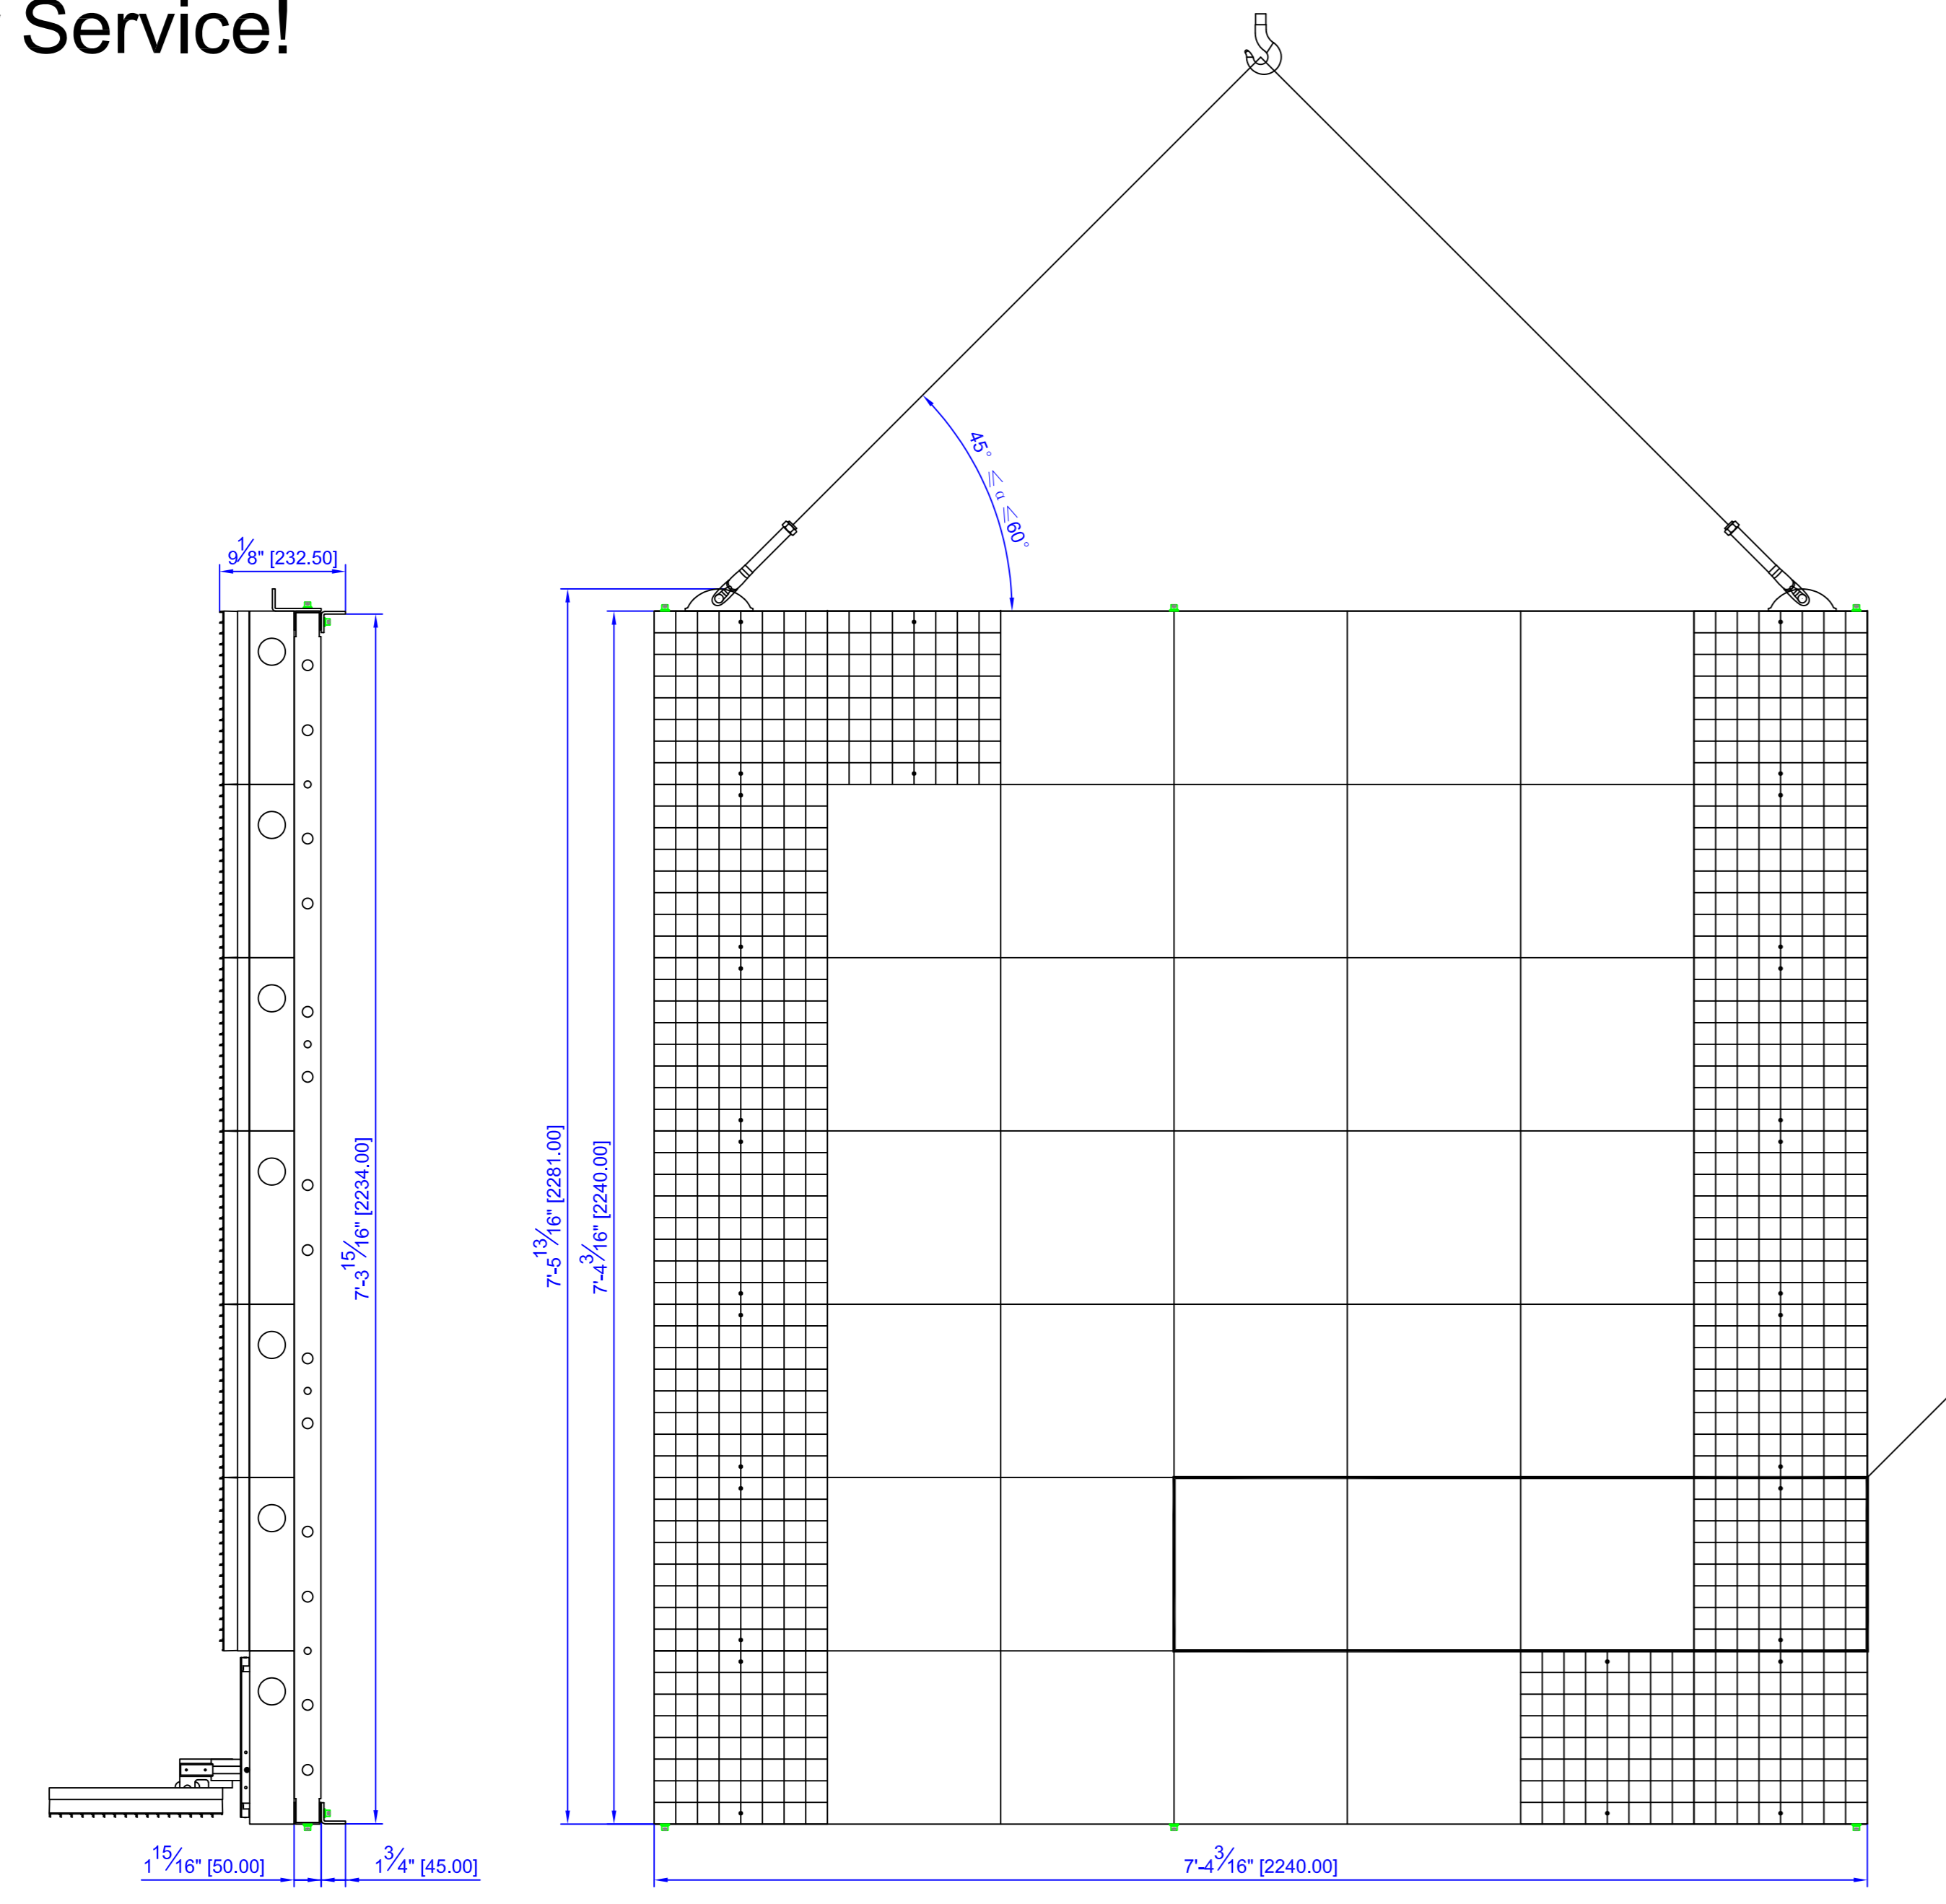 Service!
45° ≤ α ≤60°
9 1/8" [232.50]
7'-3 15/16" [2234.00]
7'-5 13/16" [2281.00]
7'-4 3/16" [2240.00]
1 15/16" [50.00]
1 3/4" [45.00]
7'-4 3/16" [2240.00]